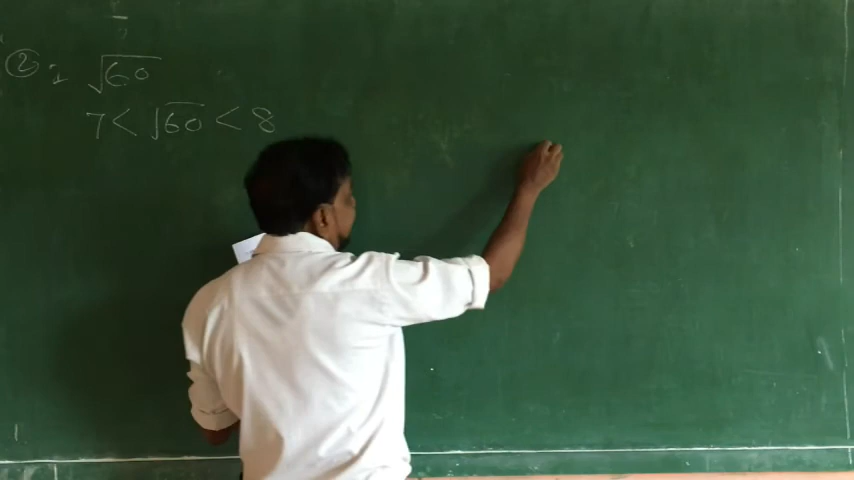 ② √60
7 < √60 < 8